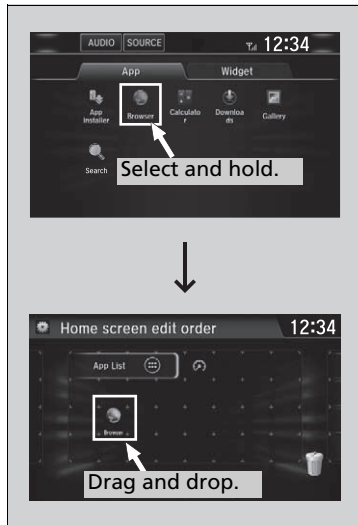 AUDIO SOURCE 12:34
App Widget
App Installer
Browser
Calculato
r
Downloa
ds
Gallery
Search
Select and hold.
Home screen edit order 12:34
App List
Browser
Drag and drop.